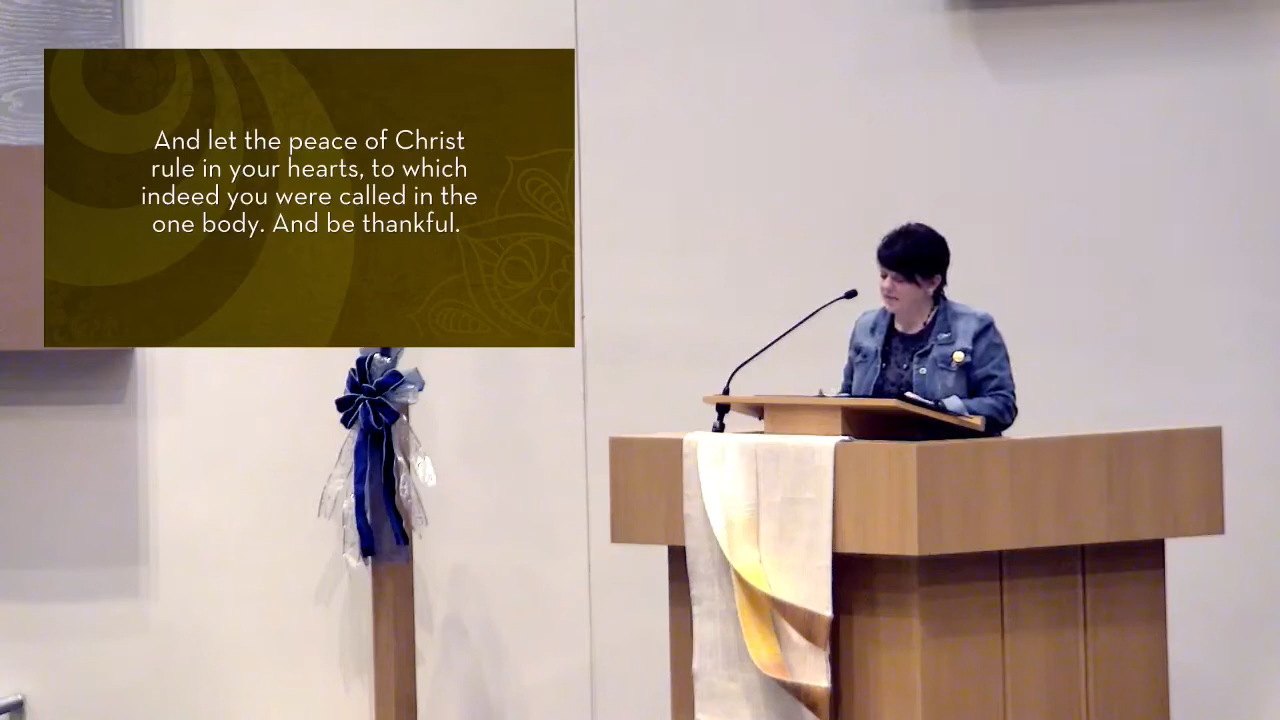 And let the peace of Christ
rule in your hearts, to which
indeed you were called in the
one body. And be thankful.